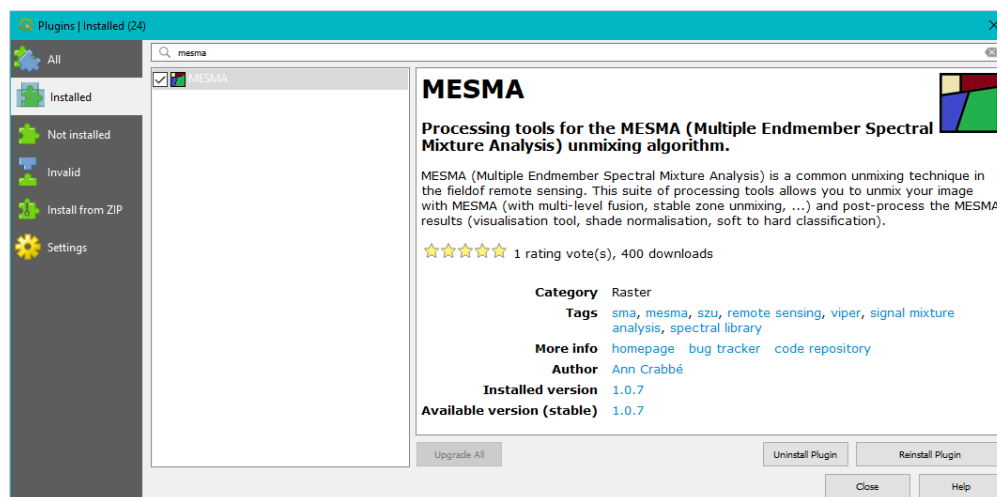 Plugins | Installed (24)
All
Installed
Not installed
Invalid
Install from ZIP
Settings
mesma
MESMA
MESMA
Processing tools for the MESMA (Multiple Endmember Spectral
Mixture Analysis) unmixing algorithm.
MESMA (Multiple Endmember Spectral Mixture Analysis) is a common unmixing technique in
the fieldof remote sensing. This suite of processing tools allows you to unmix your image
with MESMA (with multi-level fusion, stable zone unmixing, ...) and post-process the MESMA
results (visualisation tool, shade normalisation, soft to hard classification).
1 rating vote(s), 400 downloads
Category Raster
Tags sma, mesma, szu, remote sensing, viper, signal mixture
analysis, spectral library
More info homepage bug tracker code repository
Author Ann Crabbé
Installed version 1.0.7
Available version (stable) 1.0.7
Upgrade All
Uninstall Plugin
Reinstall Plugin
Close
Help